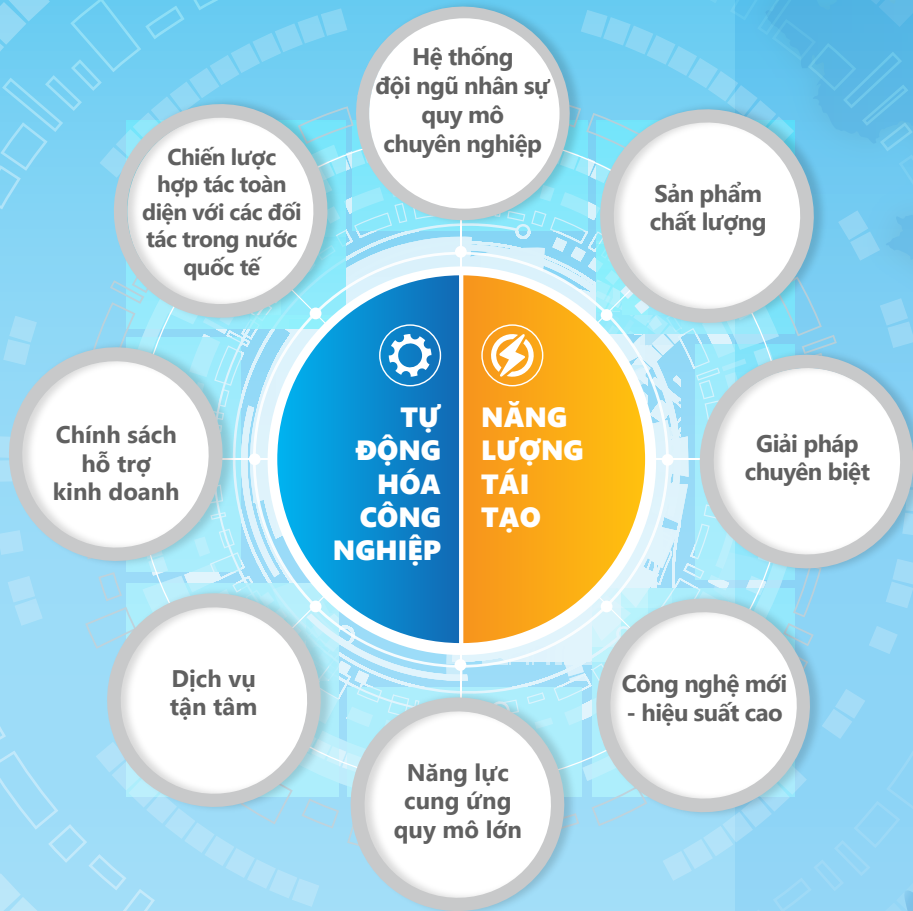 Hệ thống
đội ngũ nhân sự
quy mô
chuyên nghiệp
Sản phẩm
chất lượng
Giải pháp
chuyên biệt
Công nghệ mới
- hiệu suất cao
Năng lực
cung ứng
quy mô lớn
Dịch vụ
tận tâm
Chính sách
hỗ trợ
kinh doanh
Chiến lược
hợp tác toàn
diện với các đối
tác trong nước
quốc tế
TỰ
ĐỘNG
HÓA
CÔNG
NGHIỆP
NĂNG
LƯỢNG
TÁI
TẠO